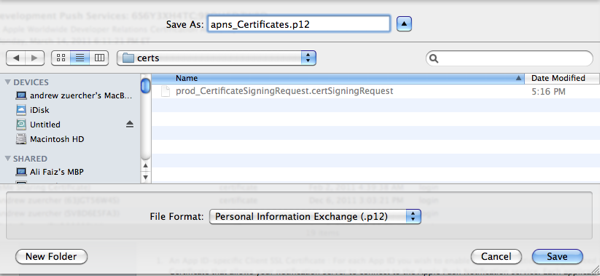 Save As: apns_Certificates.p12
certs
Name Date Modified
DEVICES
andrew zuercher's MacB...
iDisk
Untitled
Macintosh HD
SHARED
Ali Faiz's MBP
prod_CertificateSigningRequest.certSigningRequest 5:16 PM
File Format: Personal Information Exchange (.p12)
New Folder Cancel Save